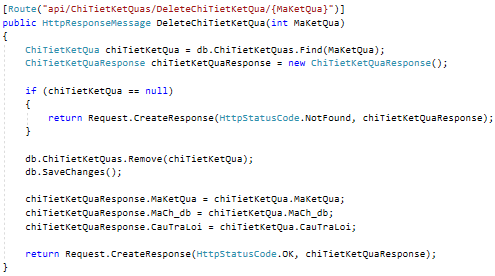 [Route("api/ChiTietKetQuas/DeleteChiTietKetQua/{MaKetQua}")]
public HttpResponseMessage DeleteChiTietKetQua(int MaKetQua)
{
ChiTietKetQua chiTietKetQua = db.ChiTietKetQuas.Find(MaKetQua);
ChiTietKetQuaResponse chiTietKetQuaResponse = new ChiTietKetQuaResponse();
if (chiTietKetQua == null)
{
return Request.CreateResponse(HttpStatusCode.NotFound, chiTietKetQuaResponse);
}
db.ChiTietKetQuas.Remove(chiTietKetQua);
db.SaveChanges();
chiTietKetQuaResponse.MaKetQua = chiTietKetQua.MaKetQua;
chiTietKetQuaResponse.MaCh_db = chiTietKetQua.MaCh_db;
chiTietKetQuaResponse.CauTraLoi = chiTietKetQua.CauTraLoi;
return Request.CreateResponse(HttpStatusCode.OK, chiTietKetQuaResponse);
}